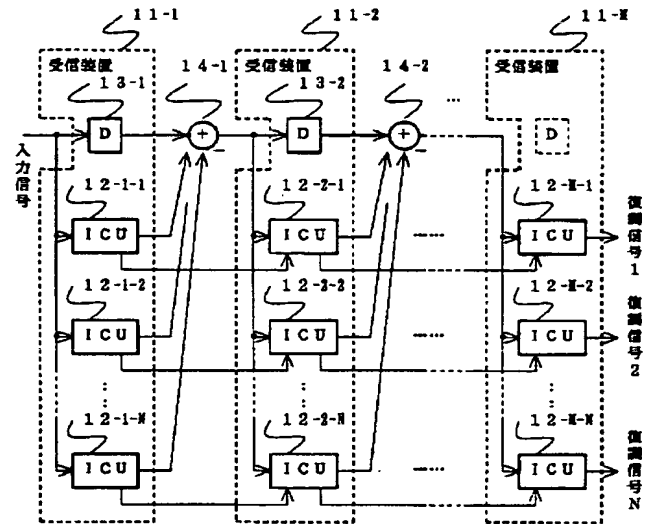 11-1
11-2
11-M
受信装置
13-1
14-1
受信装置
13-2
14-2
…
受信装置
D
+
−
D
+
−
D
入力信号
12-1-1
12-2-1
12-M-1
ICU
ICU
……
ICU
復調信号1
12-1-2
12-2-2
12-M-2
ICU
ICU
……
ICU
復調信号2
12-1-N
12-2-N
12-M-N
ICU
ICU
……
ICU
復調信号N